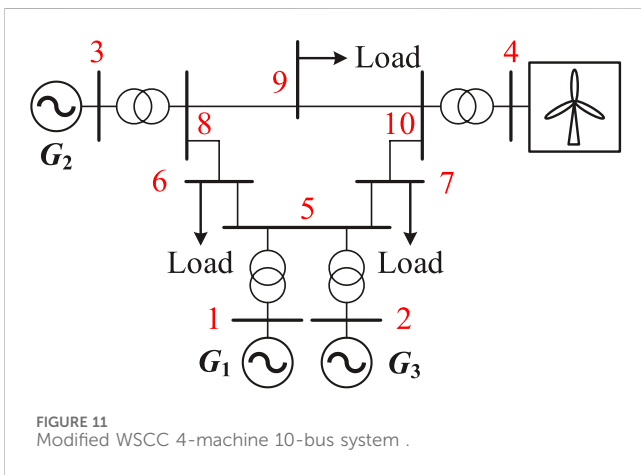 3
4
9
Load
8
10
G2
6
7
5
Load
Load
1
2
G1
G3
FIGURE 11
Modified WSCC 4-machine 10-bus system .